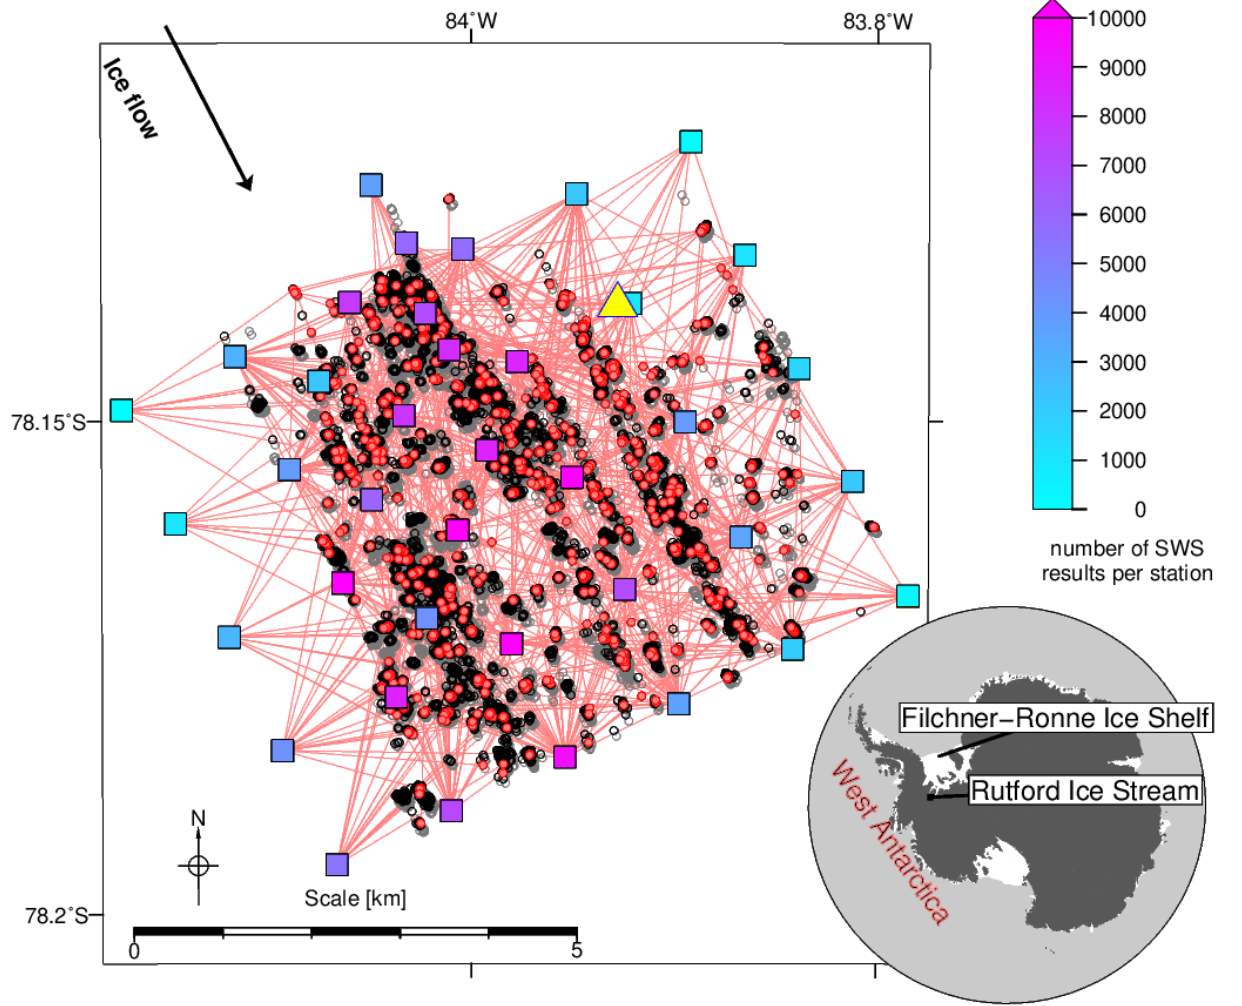 84°W
83.8°W
Ice flow
78.15°S
78.2°S
N
Scale [km]
0
5
10000
9000
8000
7000
6000
5000
4000
3000
2000
1000
0
number of SWS
results per station
Filchner−Ronne Ice Shelf
Rutford Ice Stream
West Antarctica